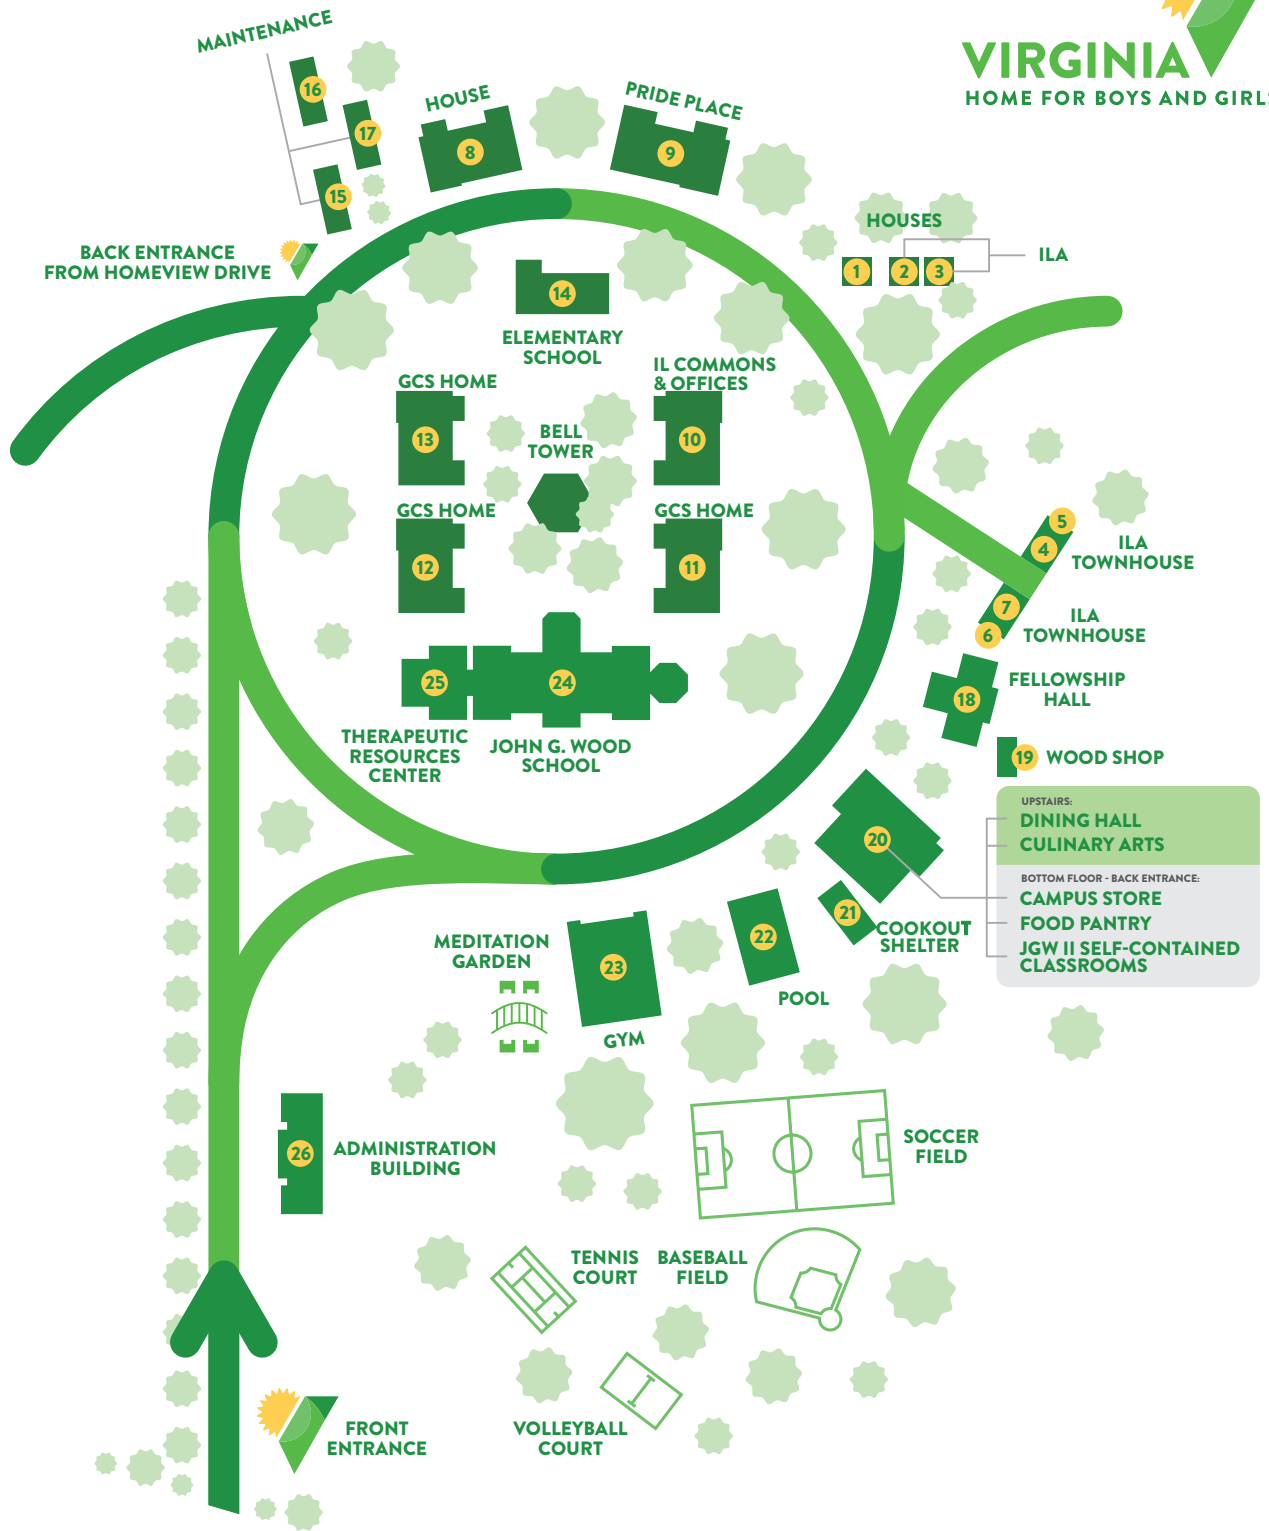 VIRGINIA
HOME FOR BOYS AND GIRLS
MAINTENANCE
16
17
15
HOUSE
8
PRIDE PLACE
9
HOUSES
1
2
3
ILA
BACK ENTRANCE
FROM HOMEVIEW DRIVE
14
ELEMENTARY
SCHOOL
GCS HOME
13
IL COMMONS
& OFFICES
10
BELL
TOWER
GCS HOME
12
GCS HOME
11
5
4
ILA
TOWNHOUSE
7
6
ILA
TOWNHOUSE
25
24
THERAPEUTIC
RESOURCES
CENTER
JOHN G. WOOD
SCHOOL
18
FELLOWSHIP
HALL
19
WOOD SHOP
20
UPSTAIRS:
DINING HALL
CULINARY ARTS
BOTTOM FLOOR - BACK ENTRANCE:
CAMPUS STORE
FOOD PANTRY
JGW II SELF-CONTAINED
CLASSROOMS
21
COOKOUT
SHELTER
22
POOL
MEDITATION
GARDEN
23
GYM
26
ADMINISTRATION
BUILDING
SOCCER
FIELD
TENNIS
COURT
BASEBALL
FIELD
VOLLEYBALL
COURT
FRONT
ENTRANCE